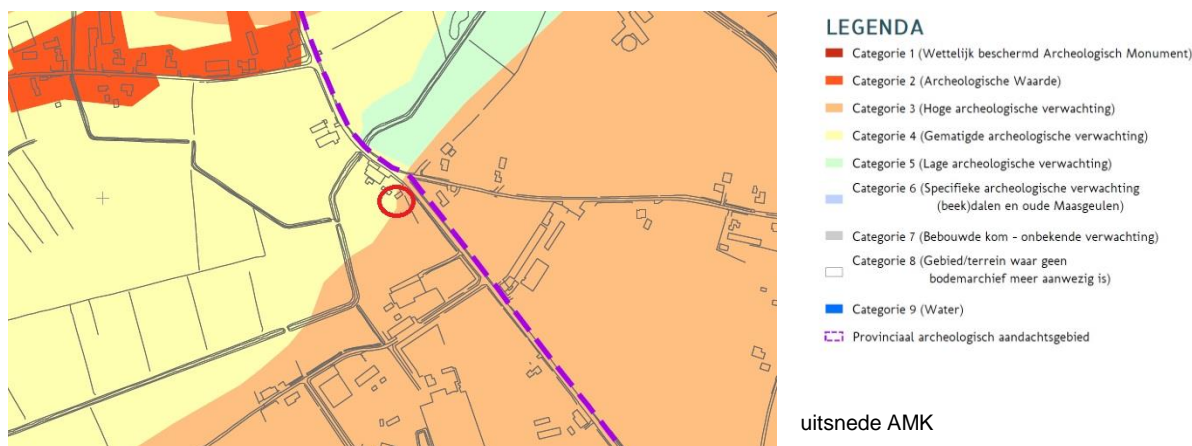 LEGENDA
Categorie 1 (Wettelijk beschermd Archeologisch Monument)
Categorie 2 (Archeologische Waarde)
Categorie 3 (Hoge archeologische verwachting)
Categorie 4 (Gematigde archeologische verwachting)
Categorie 5 (Lage archeologische verwachting)
Categorie 6 (Specifieke archeologische verwachting
(beek)dalen en oude Maasgeulen)
Categorie 7 (Bebouwde kom - onbekende verwachting)
Categorie 8 (Gebied/terrein waar geen
bodemarchief meer aanwezig is)
Categorie 9 (Water)
Provinciaal archeologisch aandachtsgebied
uitsnede AMK